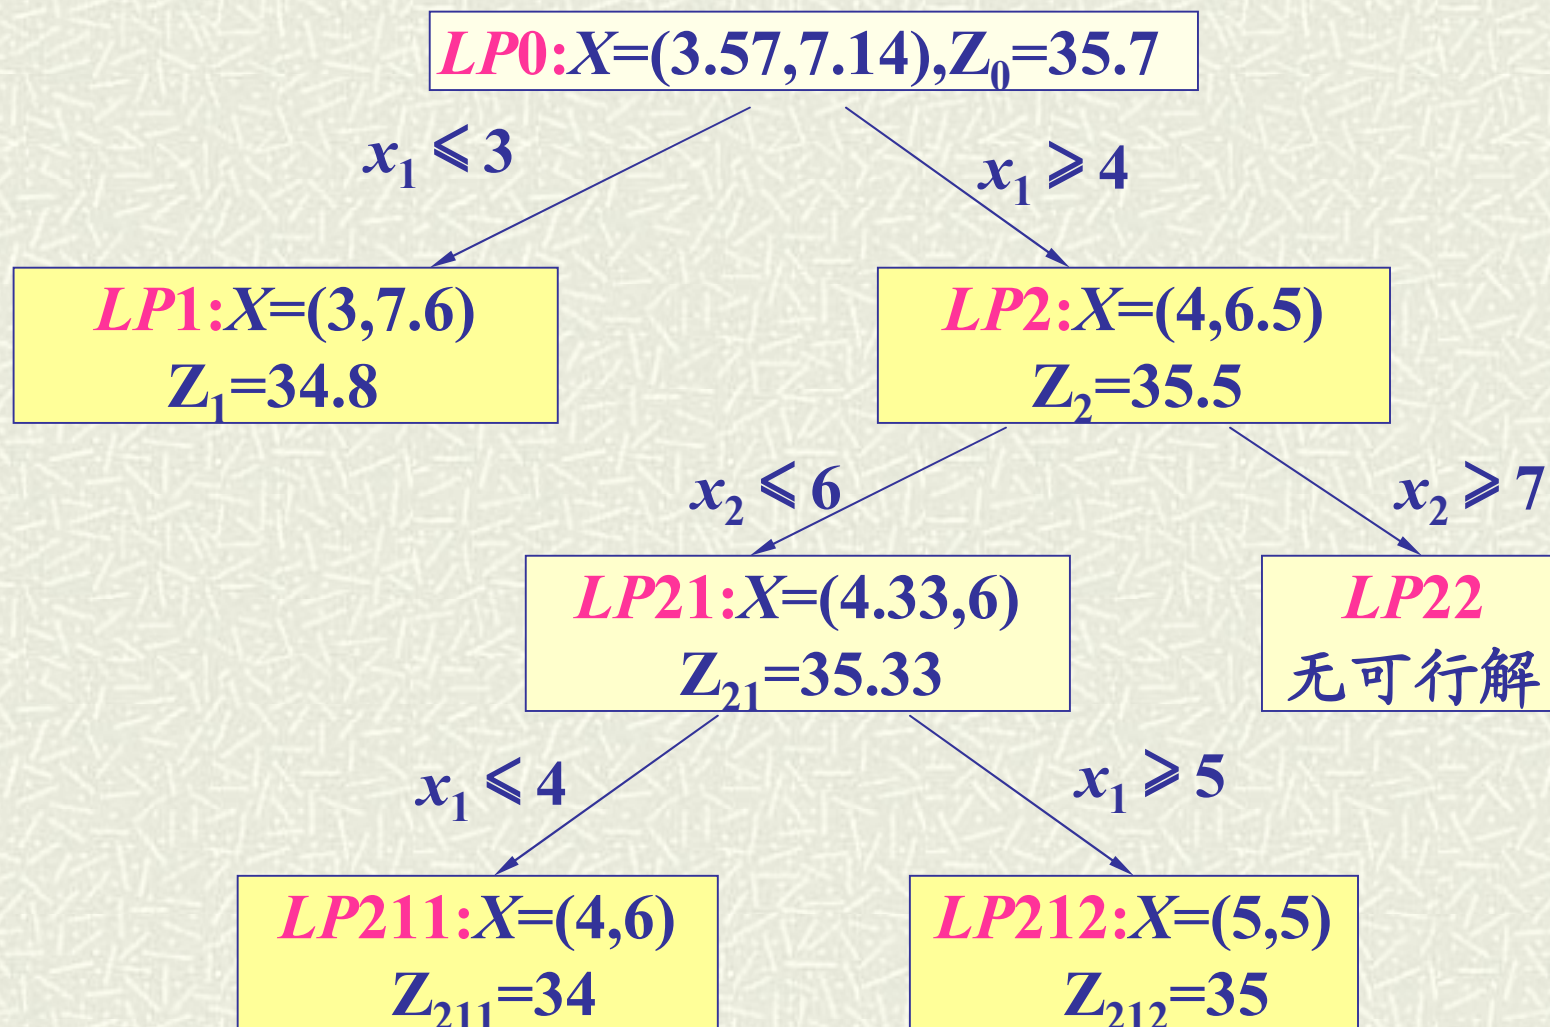 LP0:X=(3.57,7.14),Z₀=35.7
x₁⩽3
x₁⩾4
LP1:X=(3,7.6)
Z₁=34.8
LP2:X=(4,6.5)
Z₂=35.5
x₂⩽6
x₂⩾7
LP21:X=(4.33,6)
Z₂₁=35.33
LP22
无可行解
x₁⩽4
x₁⩾5
LP211:X=(4,6)
Z₂₁₁=34
LP212:X=(5,5)
Z₂₁₂=35